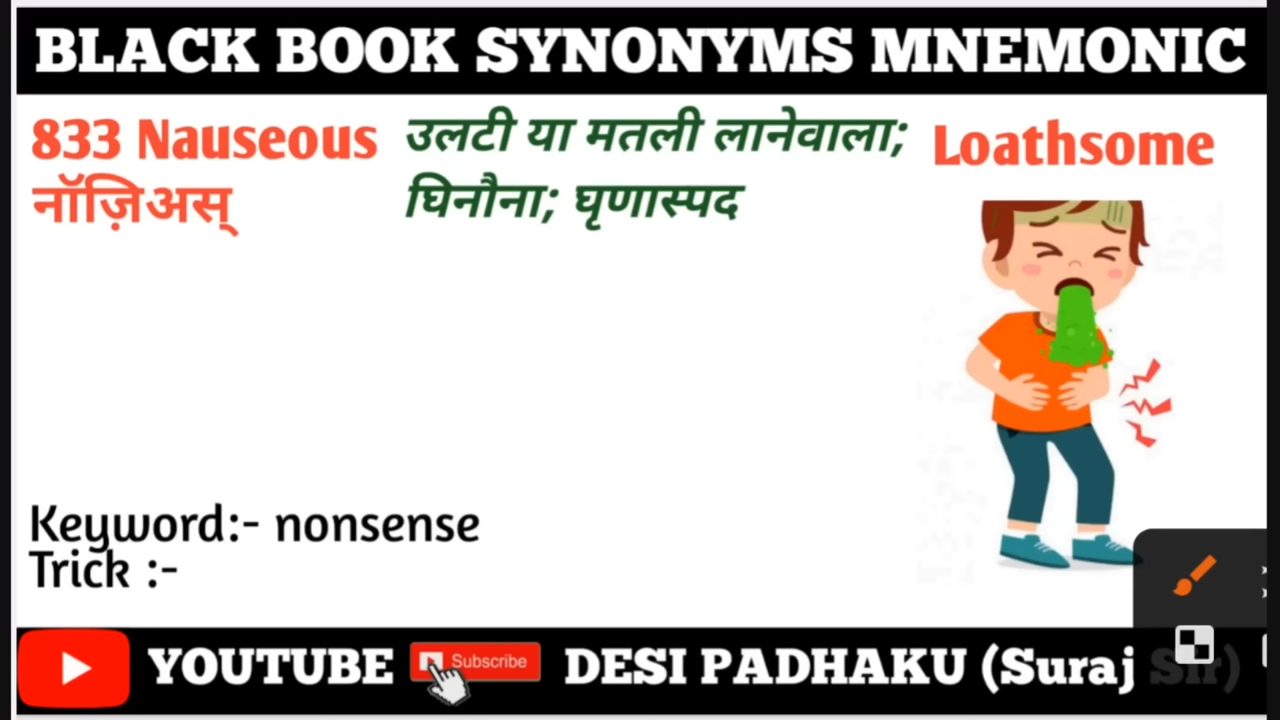 BLACK BOOK SYNONYMS MNEMONIC
833 Nauseous उलटी या मतली लानेवाला; Loathsome
नॉज़िअस् घिनौना; घृणास्पद
Keyword:- nonsense
Trick :-
YOUTUBE Subscribe DESI PADHAKU (Suraj Sir)